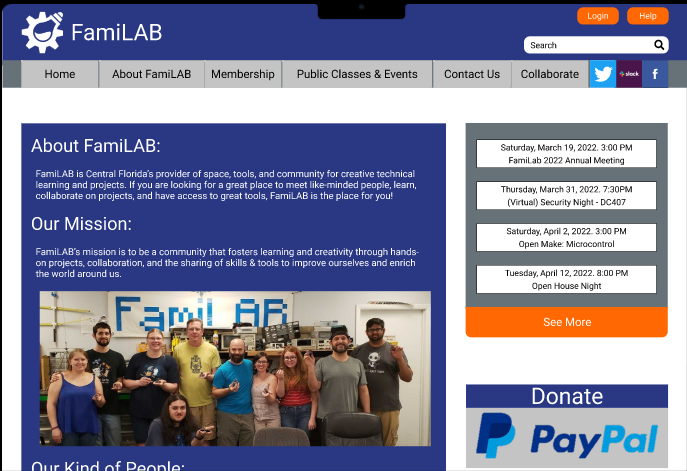 FamiLAB
Login
Help
Search
Home
About FamiLAB
Membership
Public Classes & Events
Contact Us
Collaborate
slack
f
About FamiLAB:
FamiLAB is Central Florida's provider of space, tools, and community for creative technical
learning and projects. If you are looking for a great place to meet like-minded people, learn,
collaborate on projects, and have access to great tools, FamiLAB is the place for you!
Our Mission:
FamiLAB's mission is to be a community that fosters learning and creativity through hands-
on projects, collaboration, and the sharing of skills & tools to improve ourselves and enrich
the world around us.
FamiLAB
Our Kind of People:
Saturday, March 19, 2022. 3:00 PM
FamiLab 2022 Annual Meeting
Thursday, March 31, 2022. 7:30PM
(Virtual) Security Night - DC407
Saturday, April 2, 2022. 3:00 PM
Open Make: Microcontrol
Tuesday, April 12, 2022. 8:00 PM
Open House Night
See More
Donate
PayPal